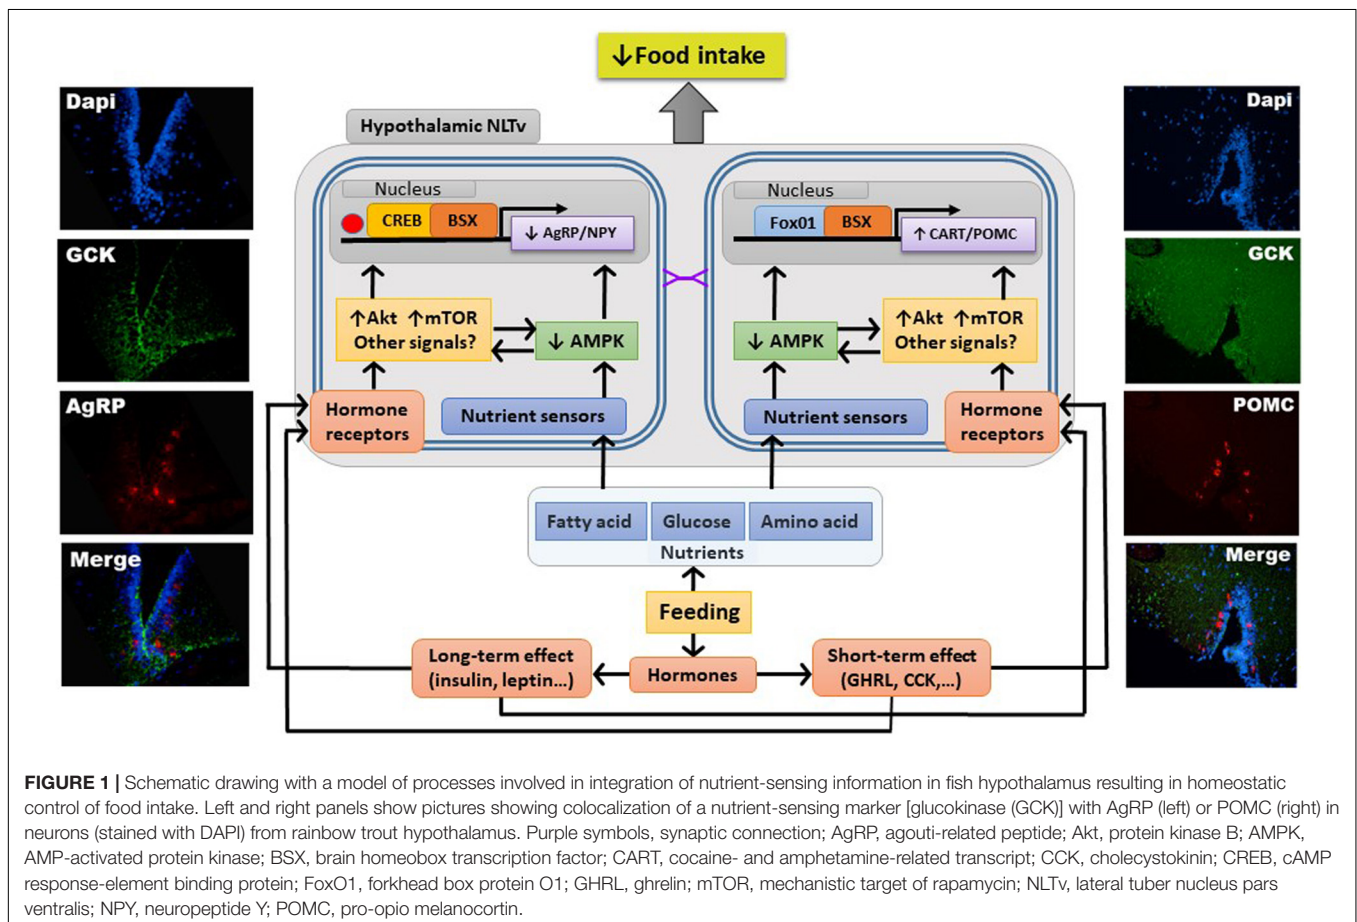 ↓Food intake
Dapi
GCK
AgRP
Merge
Hypothalamic NLTv
Nucleus
CREB
BSX
↓ AgRP/NPY
↑Akt ↑mTOR
Other signals?
↓ AMPK
Hormone
receptors
Nutrient sensors
Nucleus
Fox01
BSX
↑ CART/POMC
↓ AMPK
↑Akt ↑mTOR
Other signals?
Nutrient sensors
Hormone
receptors
Dapi
GCK
POMC
Merge
Fatty acid
Glucose
Amino acid
Nutrients
Feeding
Long-term effect
(insulin, leptin...)
Hormones
Short-term effect
(GHRL, CCK,...)
FIGURE 1 | Schematic drawing with a model of processes involved in integration of nutrient-sensing information in fish hypothalamus resulting in homeostatic
control of food intake. Left and right panels show pictures showing colocalization of a nutrient-sensing marker [glucokinase (GCK)] with AgRP (left) or POMC (right) in
neurons (stained with DAPI) from rainbow trout hypothalamus. Purple symbols, synaptic connection; AgRP, agouti-related peptide; Akt, protein kinase B; AMPK,
AMP-activated protein kinase; BSX, brain homeobox transcription factor; CART, cocaine- and amphetamine-related transcript; CCK, cholecystokinin; CREB, cAMP
response-element binding protein; FoxO1, forkhead box protein O1; GHRL, ghrelin; mTOR, mechanistic target of rapamycin; NLTv, lateral tuber nucleus pars
ventralis; NPY, neuropeptide Y; POMC, pro-opio melanocortin.